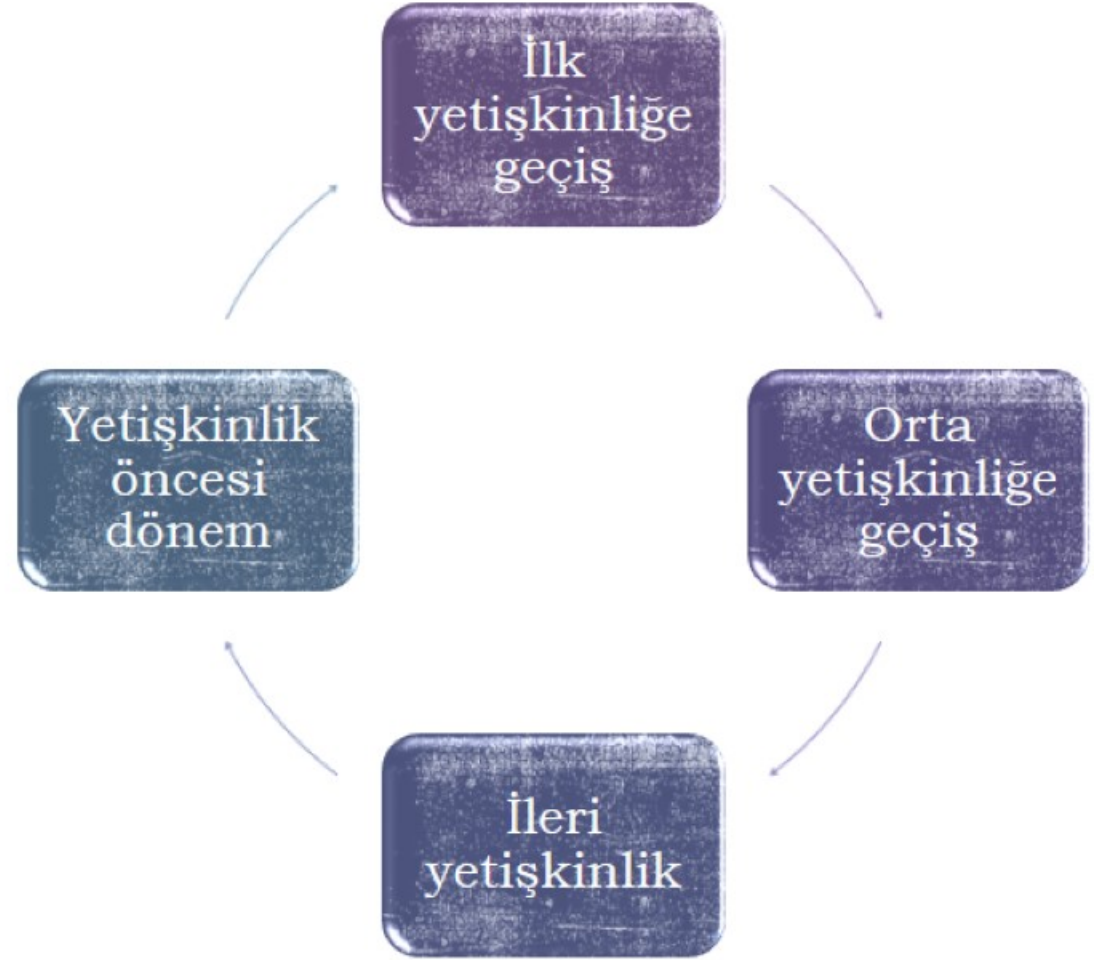 İlk
yetişkinliğe
geçiş
Yetişkinlik
öncesi
dönem
Orta
yetişkinliğe
geçiş
İleri
yetişkinlik